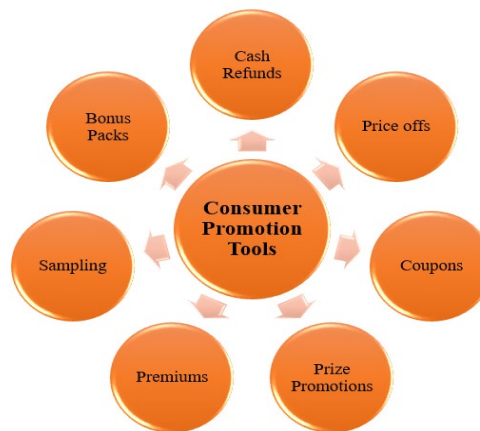 Cash
Refunds
Bonus
Packs
Price offs
Consumer
Promotion
Tools
Sampling
Coupons
Premiums
Prize
Promotions